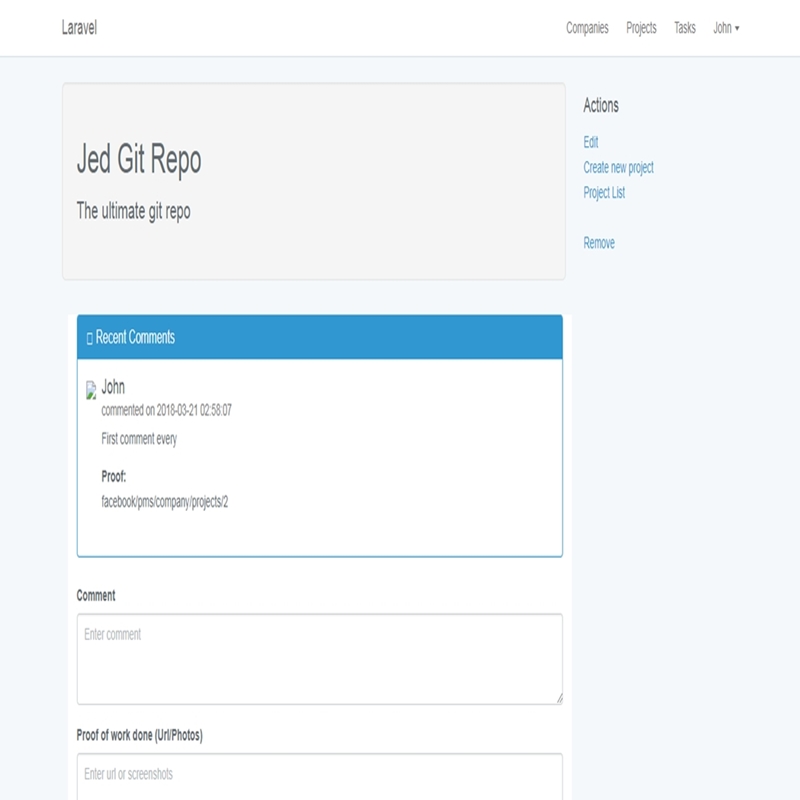 Laravel
Companies Projects Tasks John
Jed Git Repo
The ultimate git repo
Actions
Edit
Create new project
Project List
Remove
Recent Comments
John
commented on 2018-03-21 02:58:07
First comment every
Proof:
facebook/pms/company/projects/2
Comment
Enter comment
Proof of work done (Url/Photos)
Enter url or screenshots